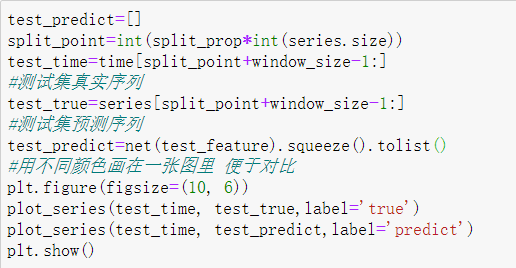 test_predict=[]
split_point=int(split_prop*int(series.size))
test_time=time[split_point+window_size-1:]
#测试集真实序列
test_true=series[split_point+window_size-1:]
#测试集预测序列
test_predict=net(test_feature).squeeze().tolist()
#用不同颜色画在一张图里 便于对比
plt.figure(figsize=(10, 6))
plot_series(test_time, test_true,label='true')
plot_series(test_time, test_predict,label='predict')
plt.show()